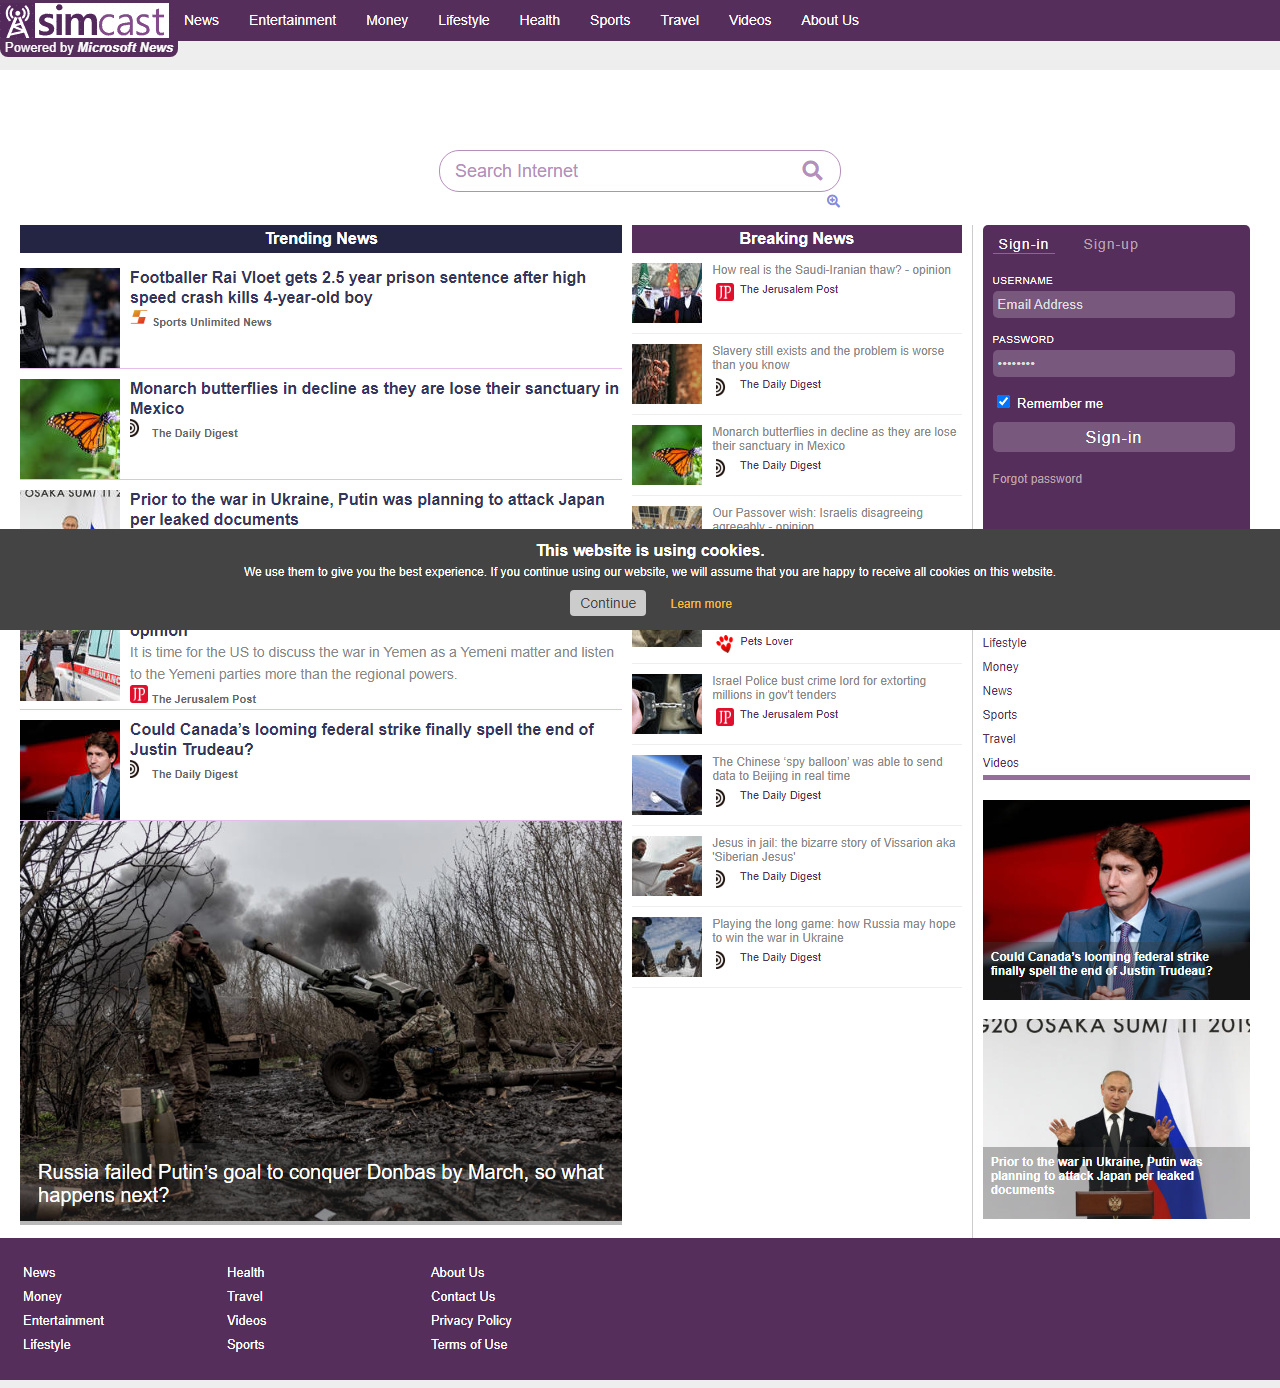 simcast
Powered by Microsoft News
News
Entertainment
Money
Lifestyle
Health
Sports
Travel
Videos
About Us
Search Internet
Trending News
Footballer Rai Vloet gets 2.5 year prison sentence after high
speed crash kills 4-year-old boy
Sports Unlimited News
Monarch butterflies in decline as they are lose their sanctuary in
Mexico
The Daily Digest
Prior to the war in Ukraine, Putin was planning to attack Japan
per leaked documents
opinion
It is time for the US to discuss the war in Yemen as a Yemeni matter and listen
to the Yemeni parties more than the regional powers.
The Jerusalem Post
Could Canada’s looming federal strike finally spell the end of
Justin Trudeau?
The Daily Digest
Russia failed Putin’s goal to conquer Donbas by March, so what
happens next?
Breaking News
How real is the Saudi-Iranian thaw? - opinion
The Jerusalem Post
Slavery still exists and the problem is worse
than you know
The Daily Digest
Monarch butterflies in decline as they are lose
their sanctuary in Mexico
The Daily Digest
Our Passover wish: Israelis disagreeing
agreeably - opinion
Pets Lover
Israel Police bust crime lord for extorting
millions in gov't tenders
The Jerusalem Post
The Chinese ‘spy balloon’ was able to send
data to Beijing in real time
The Daily Digest
Jesus in jail: the bizarre story of Vissarion aka
'Siberian Jesus'
The Daily Digest
Playing the long game: how Russia may hope
to win the war in Ukraine
The Daily Digest
Sign-in
Sign-up
USERNAME
Email Address
PASSWORD
••••••••
Remember me
Sign-in
Forgot password
This website is using cookies.
We use them to give you the best experience. If you continue using our website, we will assume that you are happy to receive all cookies on this website.
Continue
Learn more
Lifestyle
Money
News
Sports
Travel
Videos
Could Canada’s looming federal strike
finally spell the end of Justin Trudeau?
G20 OSAKA SUMMIT 2019
Prior to the war in Ukraine, Putin was
planning to attack Japan per leaked
documents
News
Money
Entertainment
Lifestyle
Health
Travel
Videos
Sports
About Us
Contact Us
Privacy Policy
Terms of Use